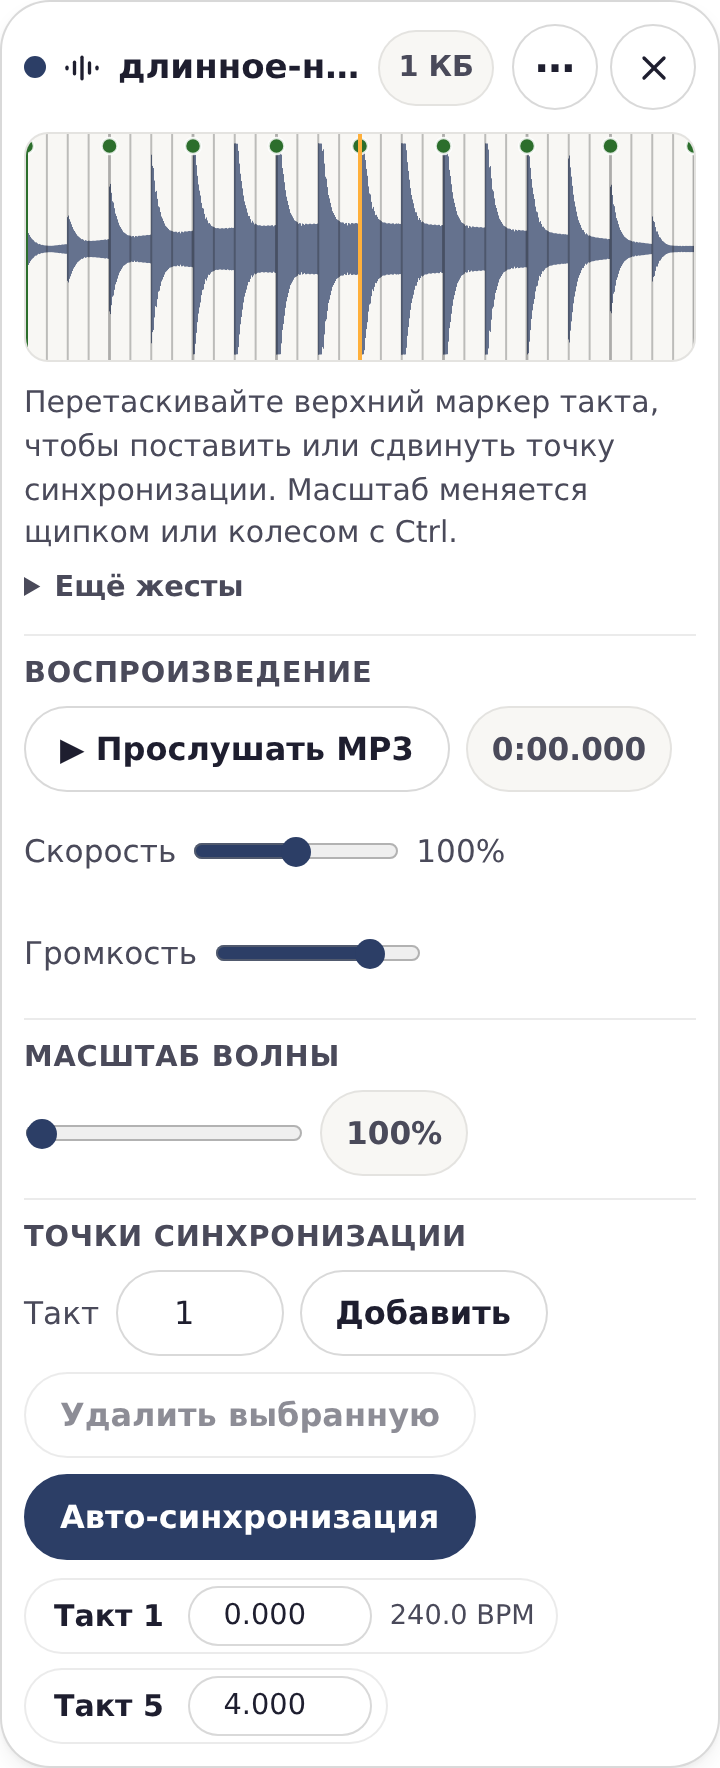 длинное-н...
1 КБ
...
Перетаскивайте верхний маркер такта,
чтобы поставить или сдвинуть точку
синхронизации. Масштаб меняется
щипком или колесом с Ctrl.
▶ Ещё жесты
ВОСПРОИЗВЕДЕНИЕ
▶ Прослушать MP3
0:00.000
Скорость
100%
Громкость
МАСШТАБ ВОЛНЫ
100%
ТОЧКИ СИНХРОНИЗАЦИИ
Такт 1 Добавить
Удалить выбранную
Авто-синхронизация
Такт 1 0.000 240.0 BPM
Такт 5 4.000